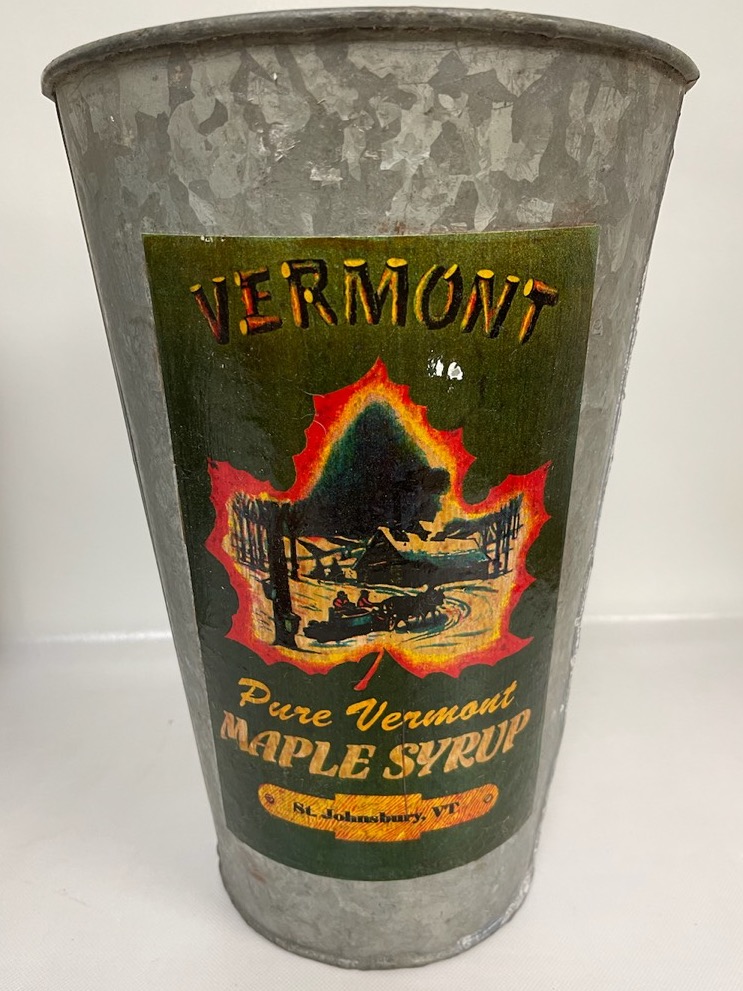 VERMONT
Pure Vermont
MAPLE SYRUP
St. Johnsbury, VT